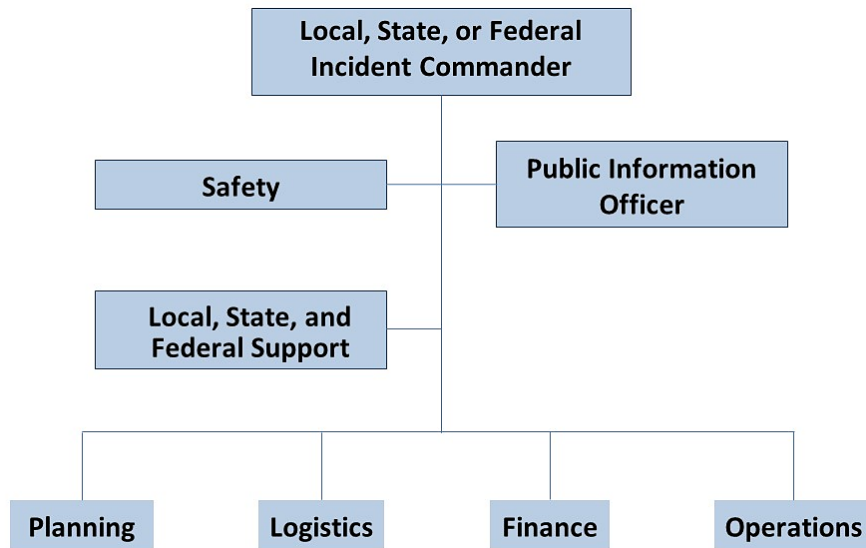 Local, State, or Federal
Incident Commander
Safety
Public Information
Officer
Local, State, and
Federal Support
Planning
Logistics
Finance
Operations